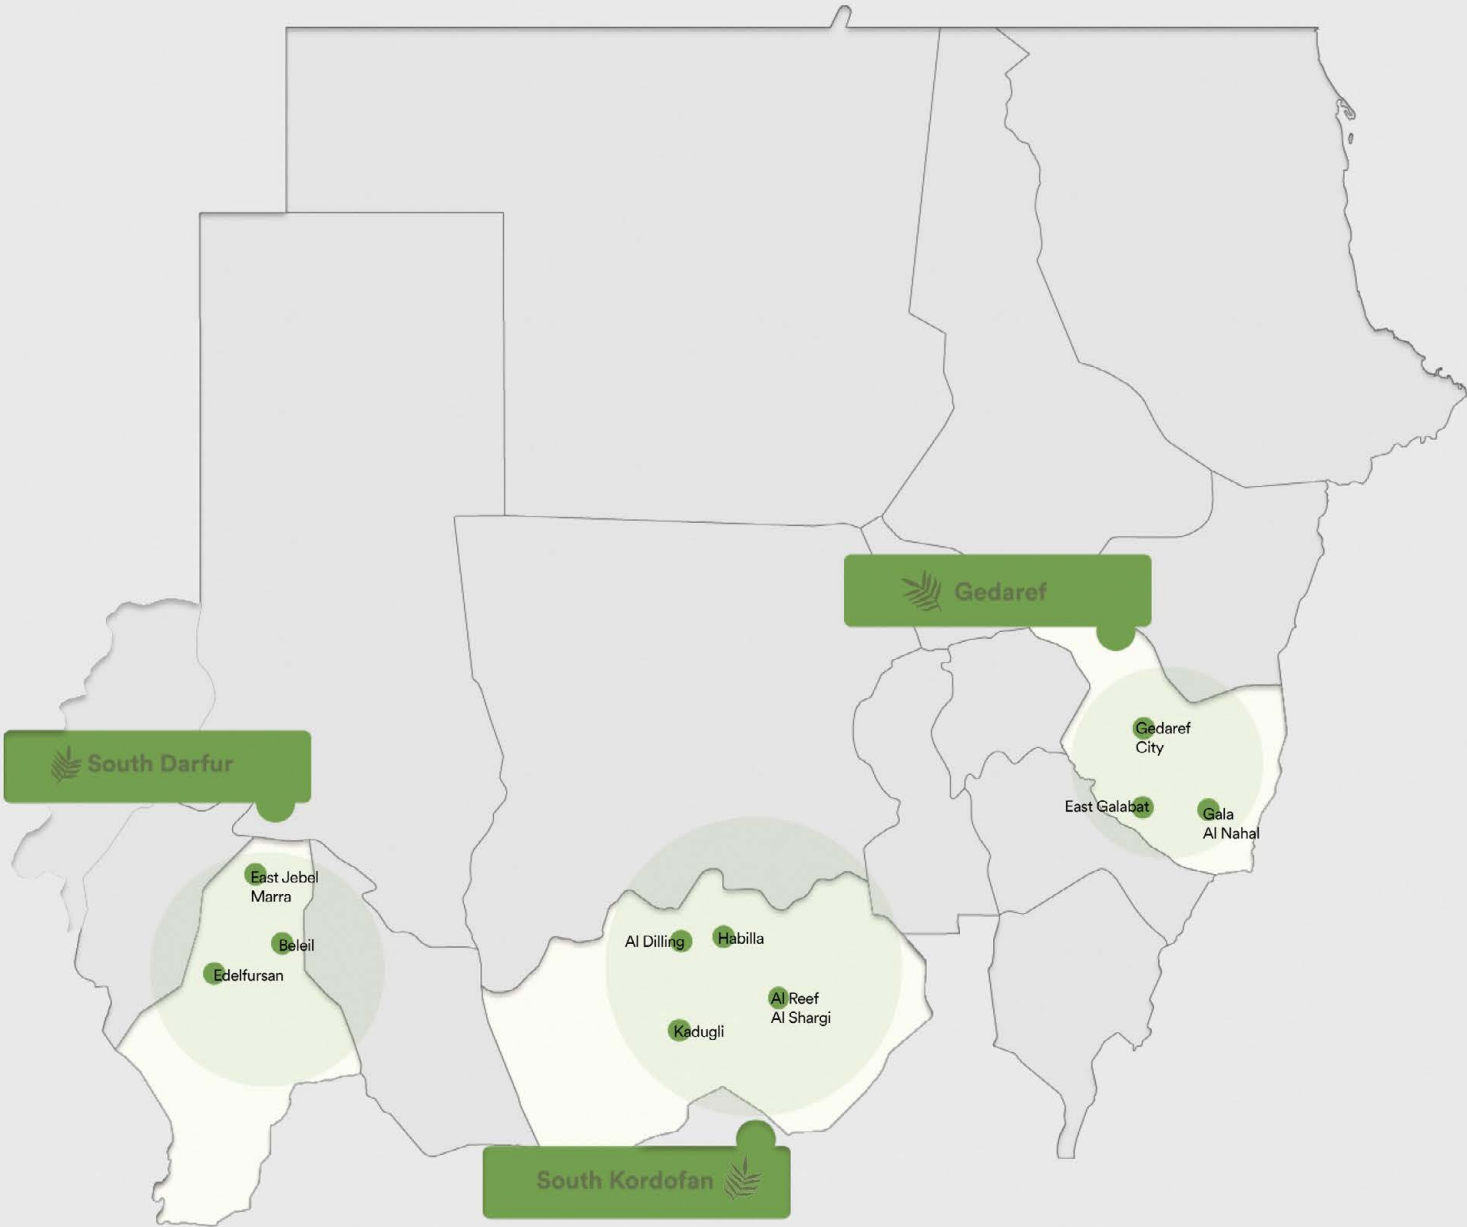 Gedaref
Gedaref
City
East Galabat
Gala
Al Nahal
South Darfur
East Jebel
Marra
Beleil
Edelfursan
Al Dilling
Habilla
Al Reef
Al Shargi
Kadugli
South Kordofan